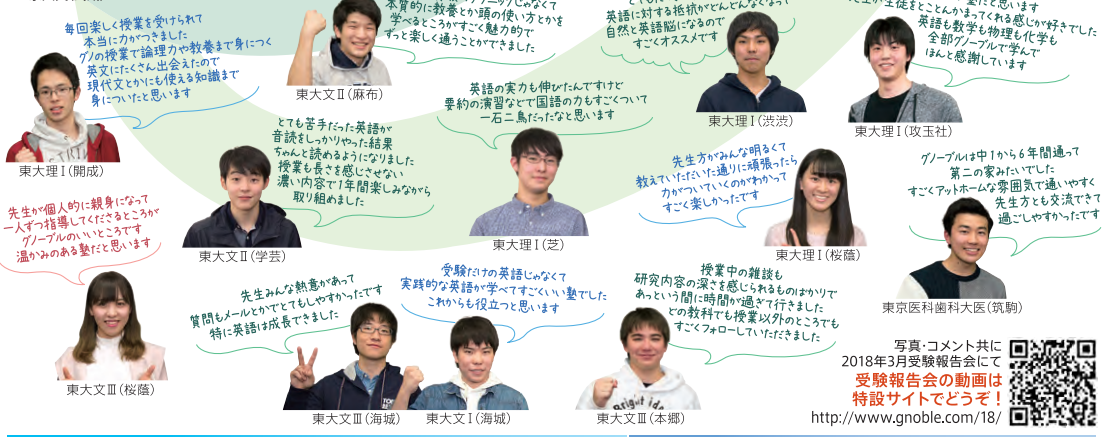 毎回楽しく授業を受けられて
本当に力がつきました
グノの授業で論理力や教養まで身につく
英文にたくさん出会えたので
現代文とかにも使える知識まで
身についたと思います
東大理Ⅰ(開成)
本質的に教養とか頭の使い方とかを
学べるところがすごく魅力的で
ずっと楽しく通うことができました
東大文Ⅱ(麻布)
英語の実力も伸びたんですけど
要約の演習などで国語の力もすごくついて
一石二鳥だったなと思います
東大理Ⅰ(芝)
英語に対する抵抗がどんどんなくなって
自然と英語脳になるので
すごくオススメです
東大理Ⅰ(渋渋)
塾だと思います
生徒をとことんかまってくれる感じが好きでした
英語も数学も物理も化学も
全部グノーブルで学んで
ほんと感謝しています
東大理Ⅰ(攻玉社)
とても苦手だった英語が
音読をしっかりやった結果
ちゃんと読めるようになりました
授業も長さを感じさせない
濃い内容で1年間楽しみながら
取り組めました
東大文Ⅱ(学芸)
先生方がみんな明るくて
教えていただいた通りに頑張ったら
力がついていくのがわかって
すごく楽しかったです
東大理Ⅰ(桜蔭)
グノーブルは中1から6年間通って
第二の家みたいでした
すごくアットホームな雰囲気で通いやすく
先生方とも交流できて
過ごしやすかったです
東京医科歯科大医(筑駒)
先生が個人的に親身になって
一人ずつ指導してくださるところが
グノーブルのいいところです
温かみのある塾だと思います
東大文Ⅲ(桜蔭)
先生みんな熱意があって
質問もメールとかでとてもしやすかったです
特に英語は成長できました
東大文Ⅲ(海城)
受験だけの英語じゃなくて
実践的な英語が学べてすごくいい塾でした
これからも役立つと思います
東大文Ⅰ(海城)
授業中の雑談も
研究内容の深さを感じられるものばかりで
あっという間に時間が過ぎて行きました
どの教科でも授業以外のところでも
すごくフォローしていただきました
東大文Ⅲ(本郷)
写真・コメント共に
2018年3月受験報告会にて
受験報告会の動画は
特設サイトでどうぞ!
http://www.gnoble.com/18/